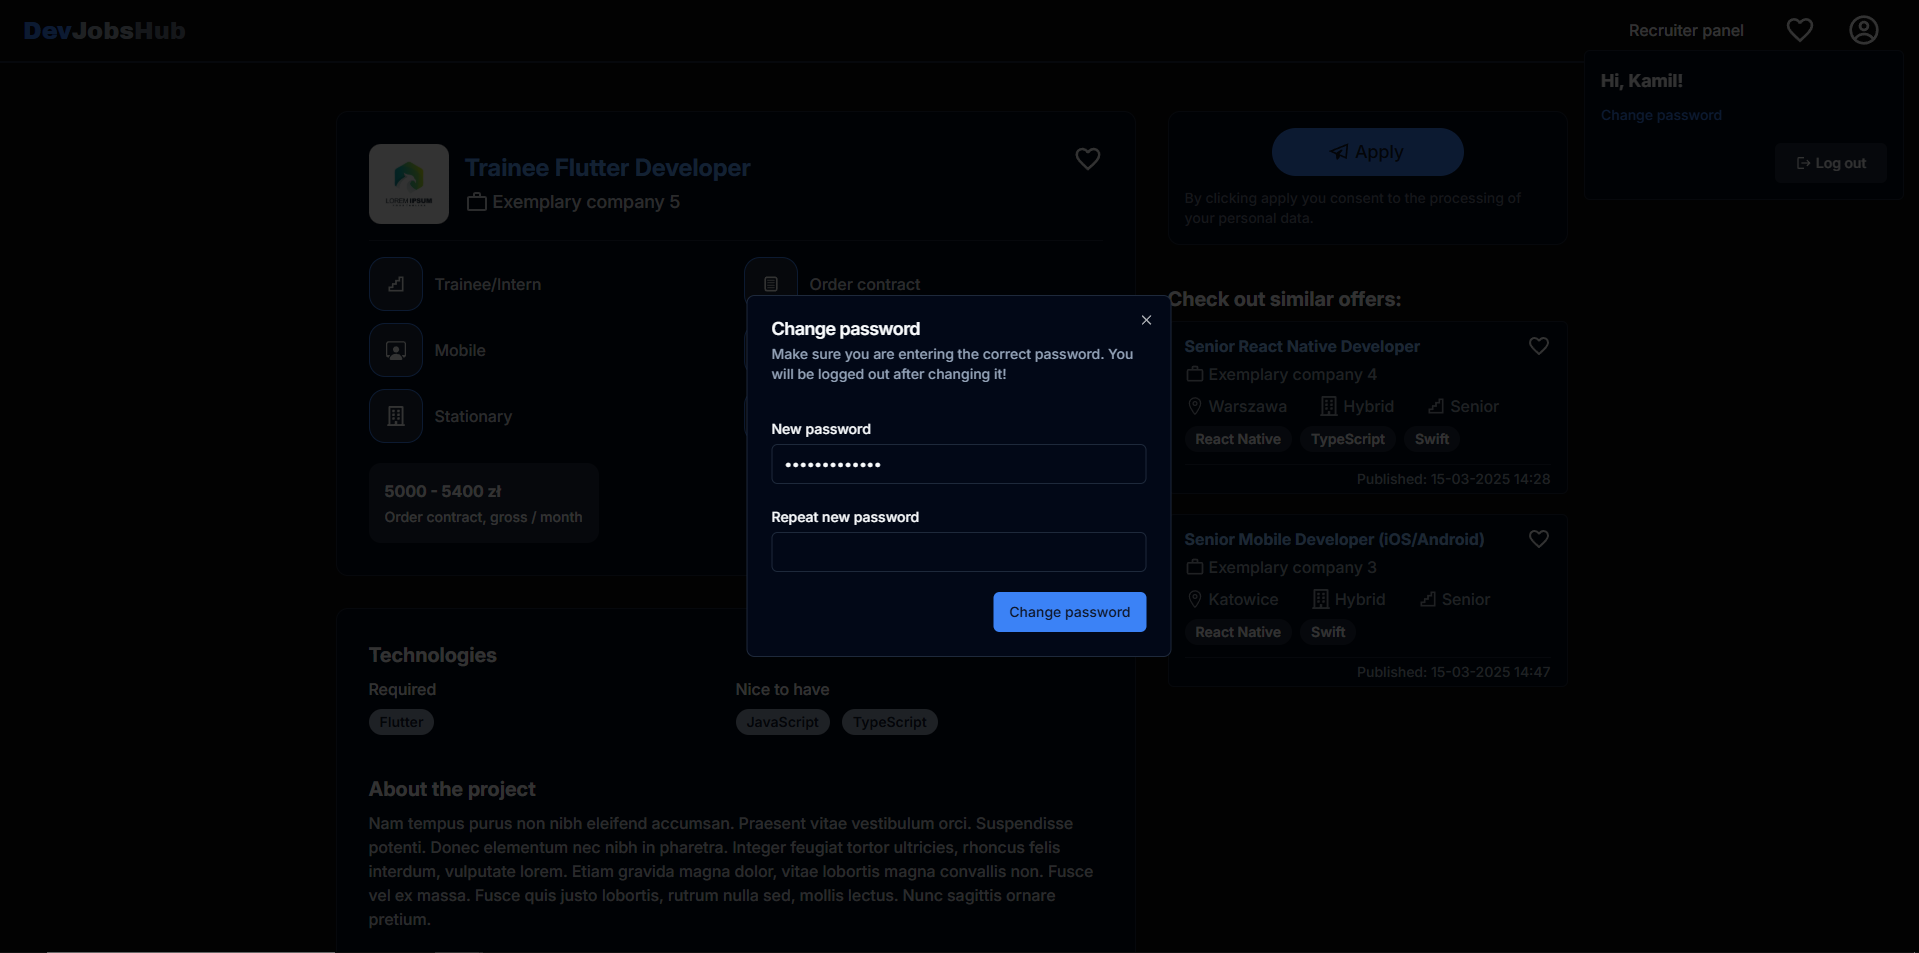 DevJobsHub
Recruiter panel
Hi, Kamil!
Change password
Log out
Trainee Flutter Developer
Exemplary company 5
LOREM IPSUM
Trainee/Intern
Order contract
Mobile
Stationary
5000 - 5400 zł
Order contract, gross / month
Apply
By clicking apply you consent to the processing of
your personal data.
Change password
Make sure you are entering the correct password. You
will be logged out after changing it!
New password
•••••••••••••
Repeat new password
Change password
Check out similar offers:
Senior React Native Developer
Exemplary company 4
Warszawa Hybrid Senior
React Native TypeScript Swift
Published: 15-03-2025 14:28
Senior Mobile Developer (iOS/Android)
Exemplary company 3
Katowice Hybrid Senior
React Native Swift
Published: 15-03-2025 14:47
Technologies
Required
Nice to have
Flutter
JavaScript TypeScript
About the project
Nam tempus purus non nibh eleifend accumsan. Praesent vitae vestibulum orci. Suspendisse
potenti. Donec elementum nec nibh in pharetra. Integer feugiat tortor ultricies, rhoncus felis
interdum, vulputate lorem. Etiam gravida magna dolor, vitae lobortis magna convallis non. Fusce
vel ex massa. Fusce quis justo lobortis, rutrum nulla sed, mollis lectus. Nunc sagittis ornare
pretium.